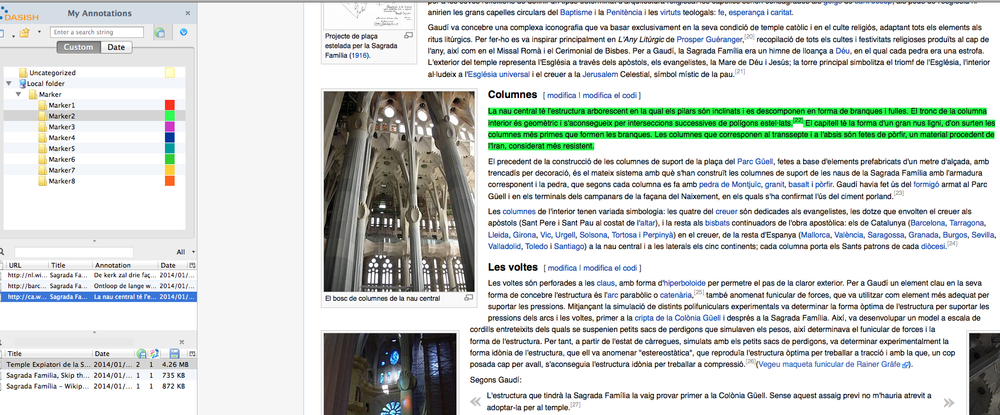 DASISH
My Annotations
Enter a search string
Custom
Date
Uncategorized
Local folder
Marker
Marker1
Marker2
Marker3
Marker4
Marker5
Marker6
Marker7
Marker8
All
URL Title Annotation Date
http://nl.wi... Sagrada Fa... De kerk zal drie faç... 2014/01/...
http://barc... Sagrada Fa... Ontloop de lange w... 2014/01/...
http://ca.w... Sagrada Fa... La nau central té l'e... 2014/01/...
Title Date
Temple Expiatori de la S... 2014/01/... 2 1 4.26 MB
Sagrada Familia, Skip th... 2014/01/... 1 1 735 KB
Sagrada Família – Wikip... 2014/01/... 1 1 872 KB
Projecte de plaça
estelada per la Sagrada
Família (1916).
anirien les grans capelles circulars del Baptisme i la Penitència i les virtuts teologals: fe, esperança i caritat.
Gaudí va concebre una complexa iconografia que va basar exclusivament en la seva condició de temple catòlic i en el culte religiós, adaptant tots els elements als
ritus litúrgics. Per fer-ho es va inspirar principalment en L'Any Litúrgic de Prosper Guéranger,[20] recopilació de tots els cultes i festivitats religioses produïts al cap de
l'any, així com en el Missal Romà i el Cerimonial de Bisbes. Per a Gaudí, la Sagrada Família era un himne de lloança a Déu, en el qual cada pedra era una estrofa.
L'exterior del temple representa l'Església a través dels apòstols, els evangelistes, la Mare de Déu i Jesús; la torre principal simbolitza el triomf de l'Església, l'interior
al·ludeix a l'Església universal i el creuer a la Jerusalem Celestial, símbol místic de la pau.[21]
Columnes [ modifica | modifica el codi ]
La nau central té l'estructura arborescent en la qual els pilars són inclinats i es descomponen en forma de branques i fulles. El tronc de la columna
interior és geomètric i s'aconsegueix per interseccions successives de polígons estel·lats.[22] El capitell té la forma d'un gran nus ligni, d'on surten les
columnes més primes que formen les branques. Les columnes que corresponen al transsepte i a l'absis són fetes de pòrfir, un material procedent de
l'Iran, considerat més resistent.
El precedent de la construcció de les columnes de suport de la plaça del Parc Güell, fetes a base d'elements prefabricats d'un metre d'alçada, amb
trencadís per decoració, és el mateix sistema amb què s'han construït les columnes de suport de les naus de la Sagrada Família amb l'armadura
corresponent i la pedra, que segons cada columna es fa amb pedra de Montjuïc, granit, basalt i pòrfir. Gaudí havia fet ús del formigó armat al Parc
Güell i en els terminals dels campanars de la façana del Naixement, en els quals s'ha confirmat l'ús del ciment porland.[23]
Les columnes de l'interior tenen variada simbologia: les quatre del creuer són dedicades als evangelistes, les dotze que envolten el creuer als
apòstols (Sant Pere i Sant Pau al costat de l'altar), i la resta als bisbats continuadors de l'obra apostòlica: els de Catalunya (Barcelona, Tarragona,
Lleida, Girona, Vic, Urgell, Solsona, Tortosa i Perpinyà) en el creuer, de la resta d'Espanya (Mallorca, València, Saragossa, Granada, Burgos, Sevilla,
Valladolid, Toledo i Santiago) a la nau central i a les laterals els cinc continents; cada columna porta els Sants patrons de cada diòcesi.[24]
El bosc de columnes de la nau central
Les voltes [ modifica | modifica el codi ]
Les voltes són perforades a les claus, amb forma d'hiperboloide per permetre el pas de la claror exterior. Per a Gaudí un element clau en la seva
forma de concebre l'estructura és l'arc parabòlic o catenària,[25] també anomenat funicular de forces, que va utilitzar com element més adequat per
suportar les pressions. Mitjançant la simulació de distints polifuniculars experimentals va determinar la forma òptima de l'estructura per suportar les
pressions dels arcs i les voltes, primer a la cripta de la Colònia Güell i després a la Sagrada Família. Així, va desenvolupar un model a escala de
cordills entreteixits dels quals se suspenien petits sacs de perdigons que simulaven els pesos, així determinava el funicular de forces i la
forma de l'estructura. Per tant, a partir de l'estat de càrregues, simulats amb els petits sacs de perdigons, va determinar experimentalment la
forma idònia de l'estructura, que ell va anomenar "estereostàtica", que reproduïa l'estructura òptima per treballar a tracció i amb la que, un cop
posada cap per avall, s'aconseguia l'estructura idònia per treballar a compressió.[26](Vegeu maqueta funicular de Rainer Gräfe).
Segons Gaudí:
« L'estructura que tindrà la Sagrada Família la vaig provar primer a la Colònia Güell. Sense aquest assaig previ no m'hauria atrevit a »
adoptar-la per al temple.[27]